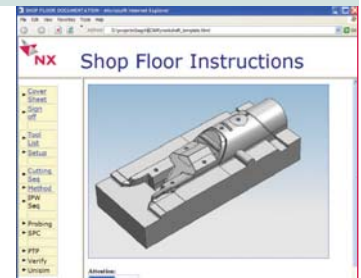 SHOP FLOOR DOCUMENTATION - Microsoft Internet Explorer
File Edit View Favorites Tools Help
NX
Shop Floor Instructions
Cover
Sheet
Sign
off
Tool
List
Setup
Cutting
Seq
Method
IPW
Seq
Probing
SPC
PTP
Verify
Unisim
Attention: